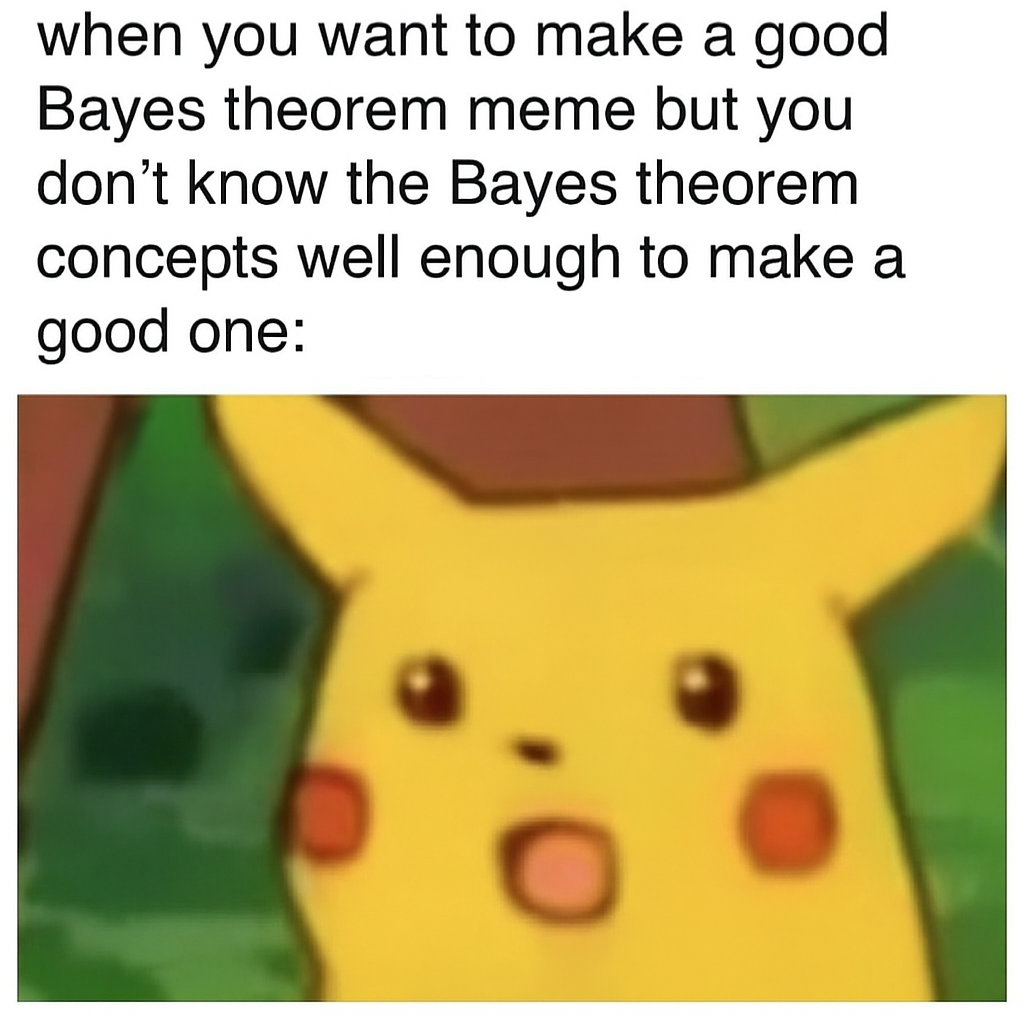 when you want to make a good
Bayes theorem meme but you
don’t know the Bayes theorem
concepts well enough to make a
good one: